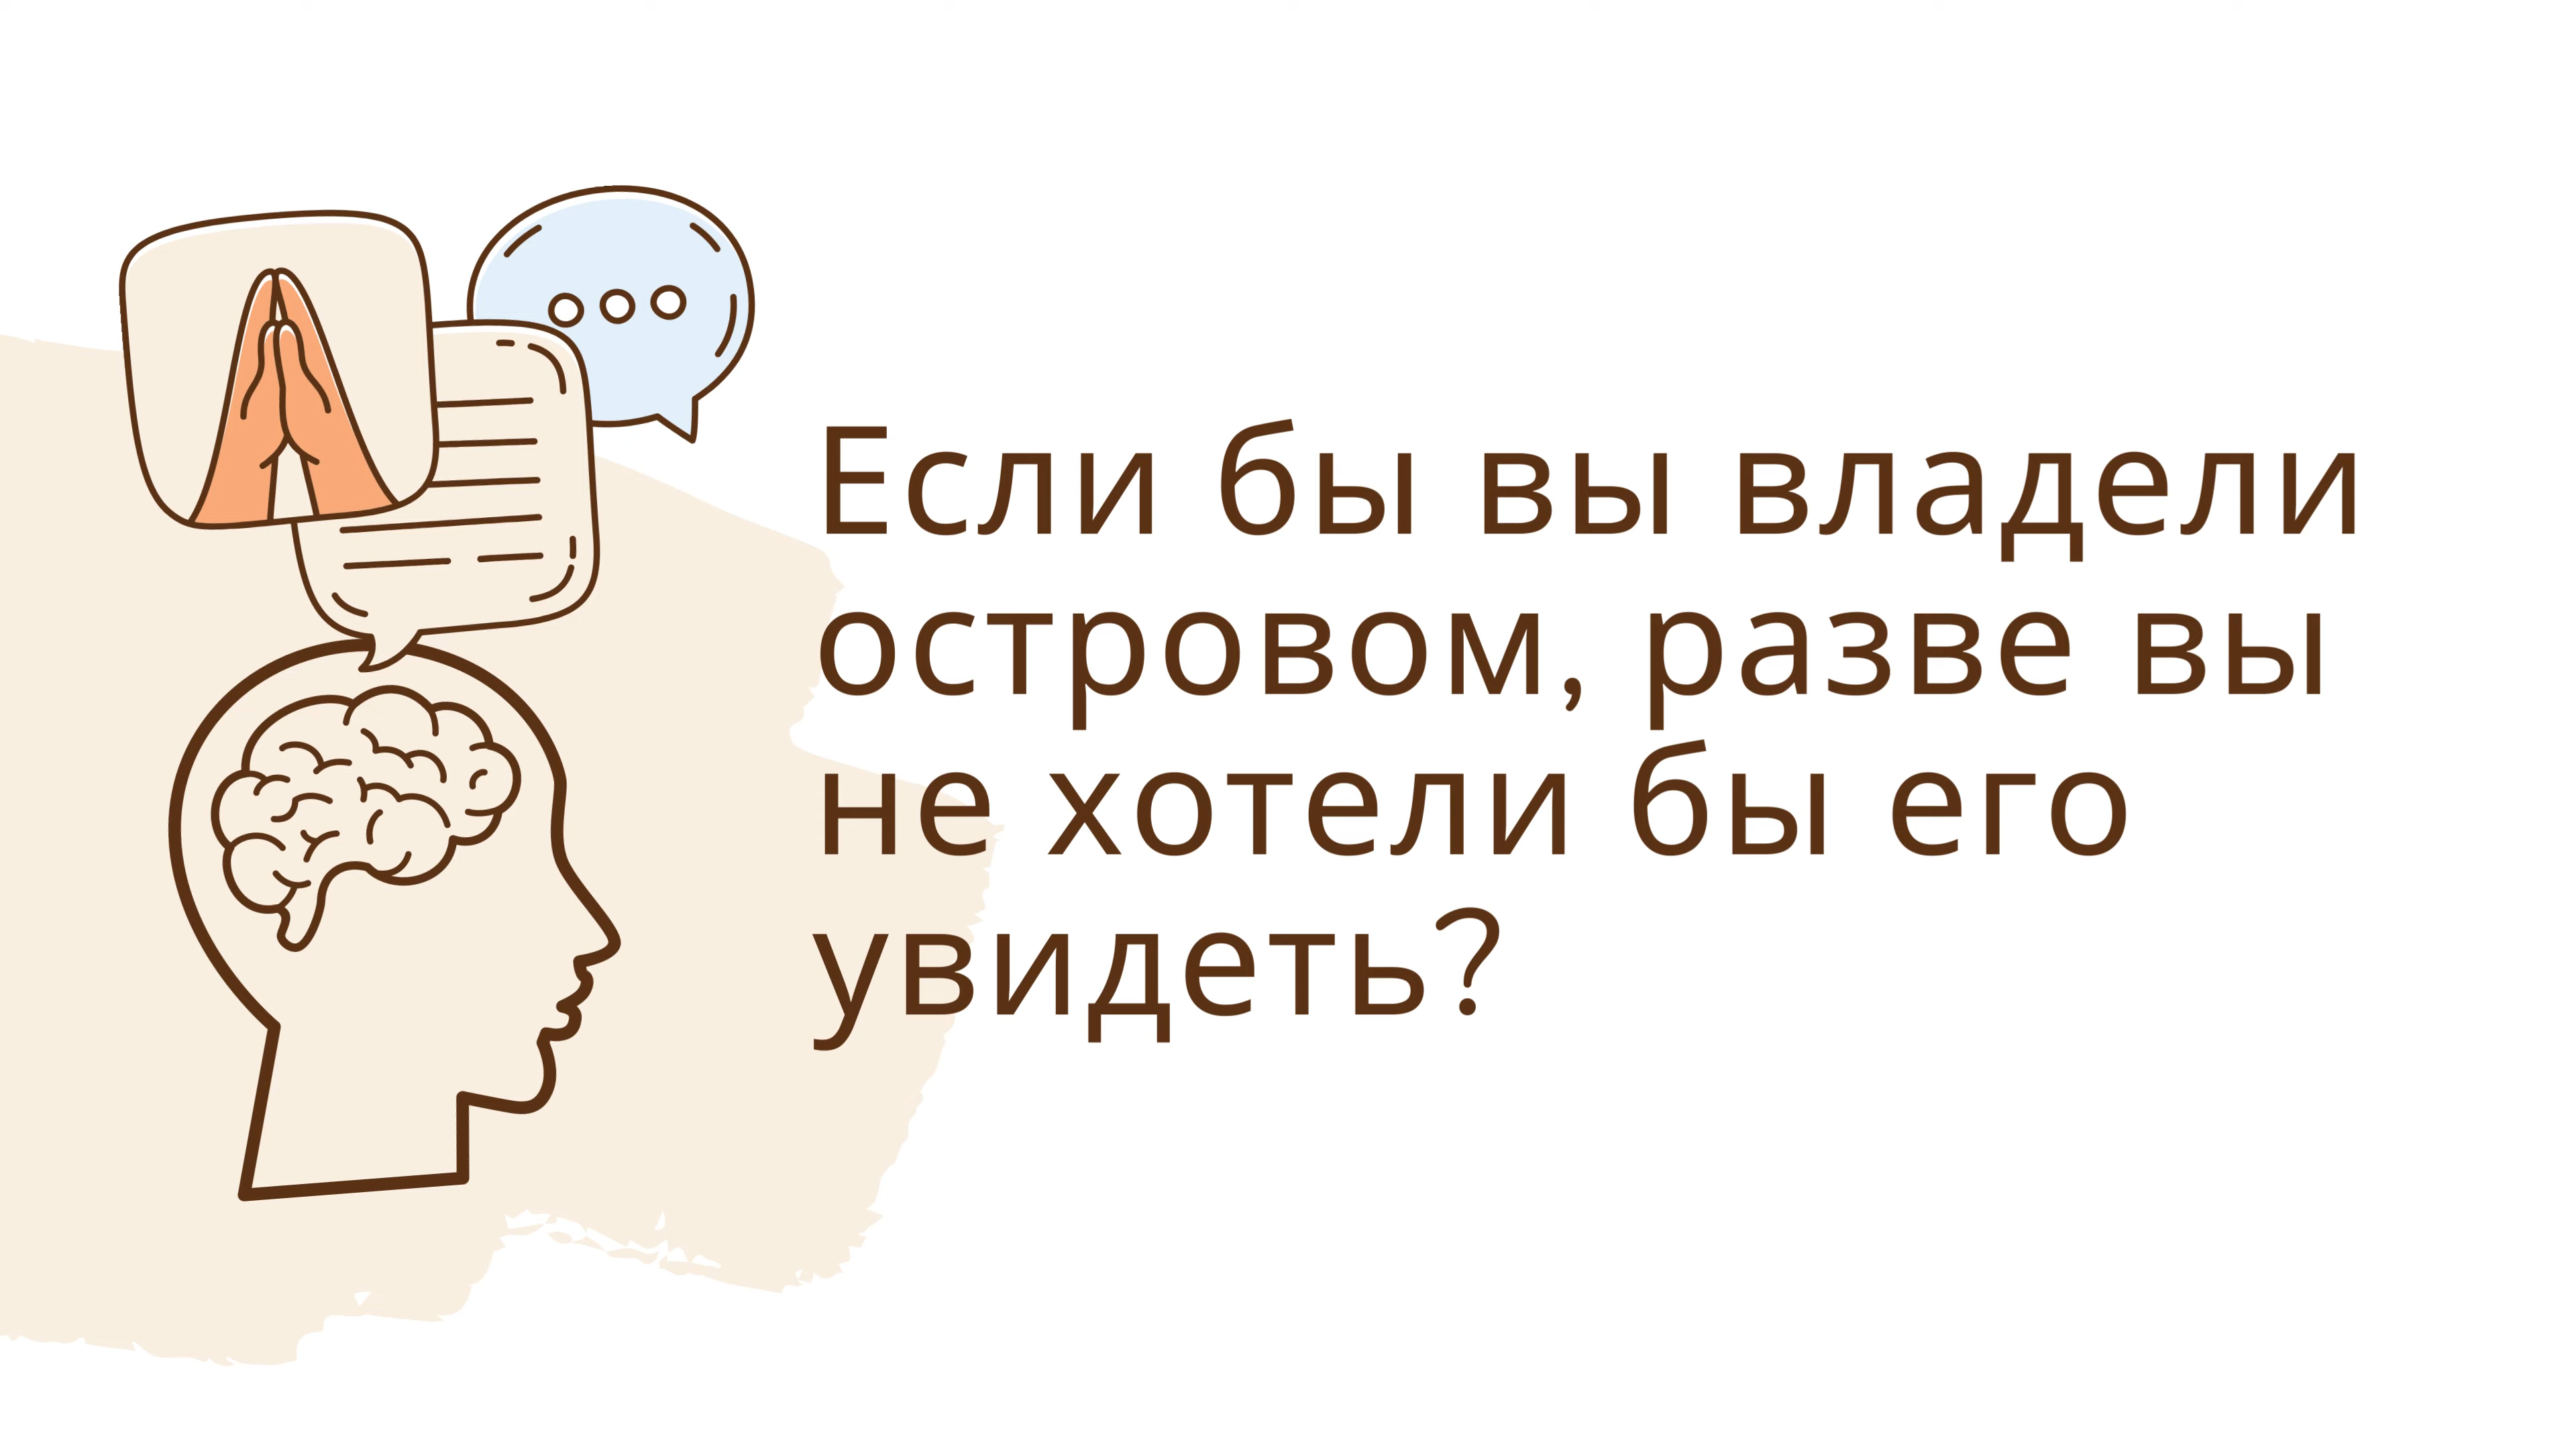 Если бы вы владели
островом, разве вы
не хотели бы его
увидеть?